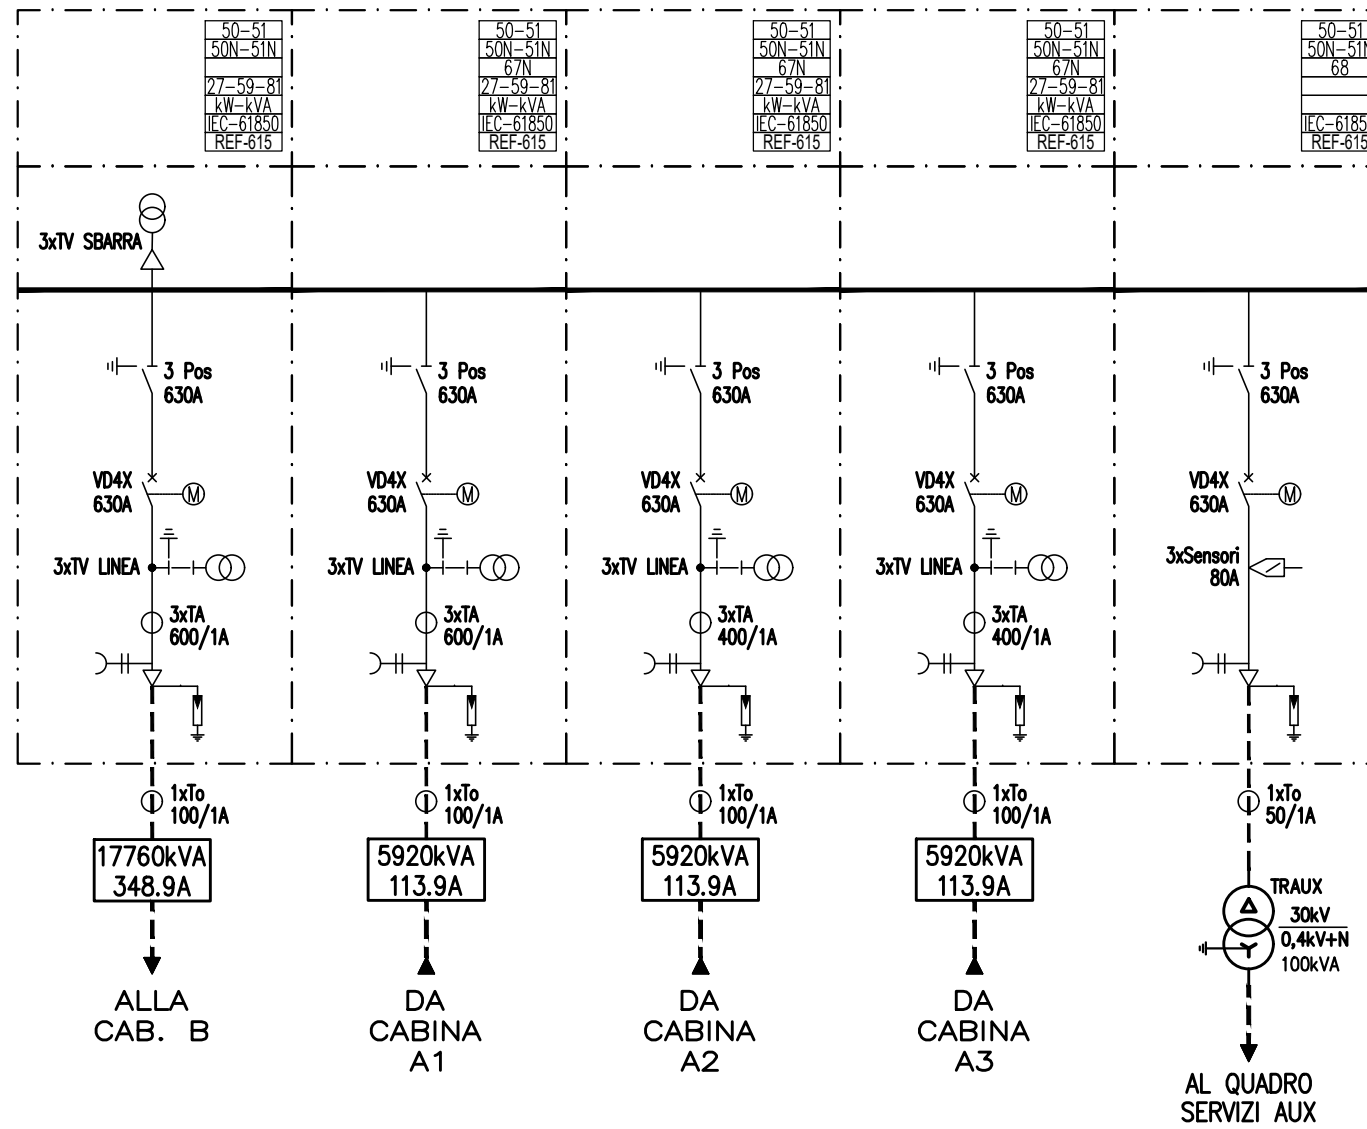 50-51
50N-51N
27-59-81
kW-kVA
IEC-61850
REF-615
50-51
50N-51N
67N
27-59-81
kW-kVA
IEC-61850
REF-615
50-51
50N-51N
67N
27-59-81
kW-kVA
IEC-61850
REF-615
50-51
50N-51N
67N
27-59-81
kW-kVA
IEC-61850
REF-615
50-51
50N-51N
68
IEC-6185
REF-615
3xTV SBARRA
3 Pos
630A
VD4X
630A
M
3xTV LINEA
3xTA
600/1A
1xTo
100/1A
17760kVA
348.9A
ALLA
CAB. B
3 Pos
630A
VD4X
630A
M
3xTV LINEA
3xTA
600/1A
1xTo
100/1A
5920kVA
113.9A
DA
CABINA
A1
3 Pos
630A
VD4X
630A
M
3xTV LINEA
3xTA
400/1A
1xTo
100/1A
5920kVA
113.9A
DA
CABINA
A2
3 Pos
630A
VD4X
630A
M
3xTV LINEA
3xTA
400/1A
1xTo
100/1A
5920kVA
113.9A
DA
CABINA
A3
3 Pos
630A
VD4X
630A
M
3xSensori
80A
1xTo
50/1A
TRAUX
30kV
0,4kV+N
100kVA
AL QUADRO
SERVIZI AUX